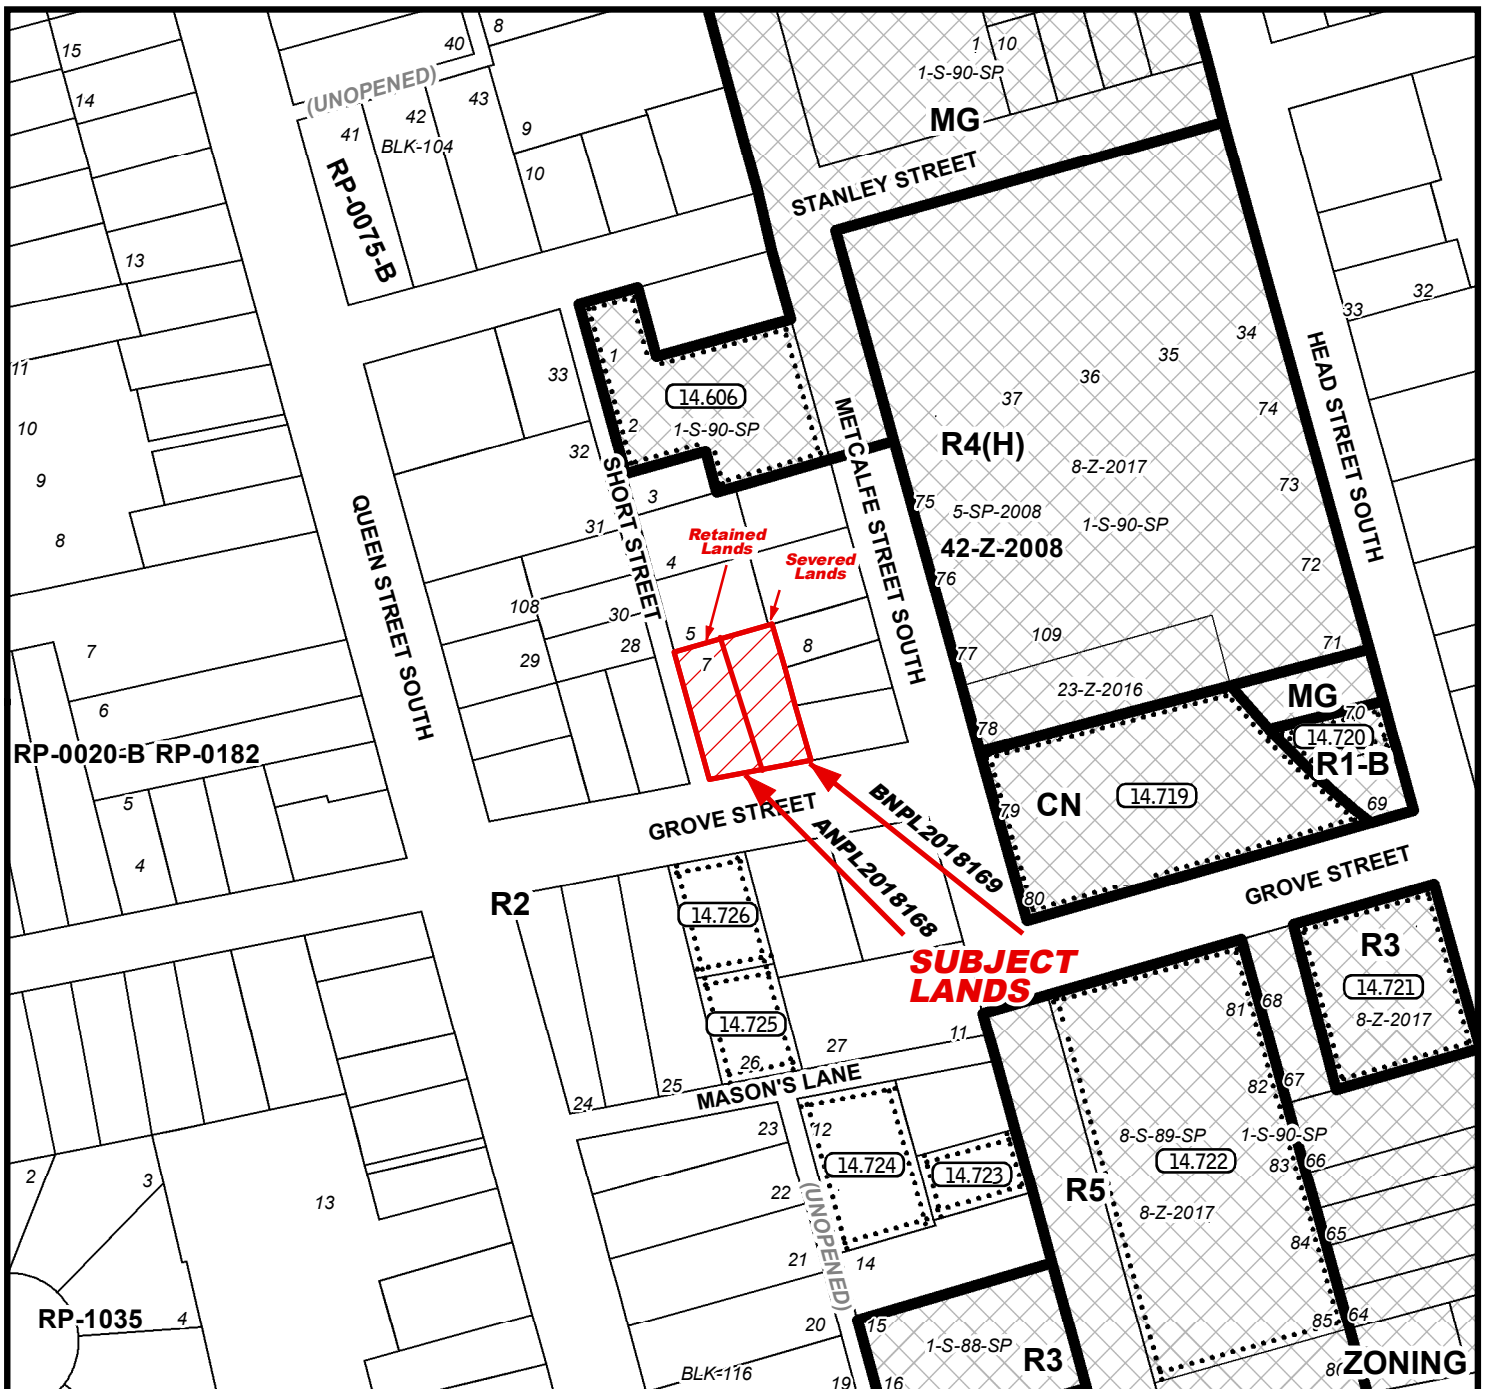 15
14
13
11
10
9
8
7
6
5
4
40
8
(UNOPENED)
41
42
43
BLK-104
9
10
RP-0075-B
1
10
1-S-90-SP
MG
STANLEY STREET
33
32
31
108
30
29
28
1
2
14.606
1-S-90-SP
3
4
5
7
8
SHORT STREET
METCALFE STREET SOUTH
QUEEN STREET SOUTH
HEAD STREET SOUTH
Retained
Lands
Severed
Lands
34
35
36
37
R4(H)
8-Z-2017
5-SP-2008
1-S-90-SP
42-Z-2008
75
76
77
78
109
23-Z-2016
33
32
74
73
72
71
MG
70
14.720
R1-B
69
CN
14.719
79
80
RP-0020-B
RP-0182
GROVE STREET
ANPL2018168
BNPL2018169
SUBJECT
LANDS
GROVE STREET
R2
14.726
14.725
26
27
11
25
24
MASON'S LANE
23
12
22
21
14
20
15
19
16
14.724
14.723
(UNOPENED)
BLK-116
1-S-88-SP
R3
R5
8-S-89-SP
14.722
8-Z-2017
1-S-90-SP
81
68
82
67
83
66
84
65
85
64
R3
14.721
8-Z-2017
2
3
4
13
RP-1035
ZONING